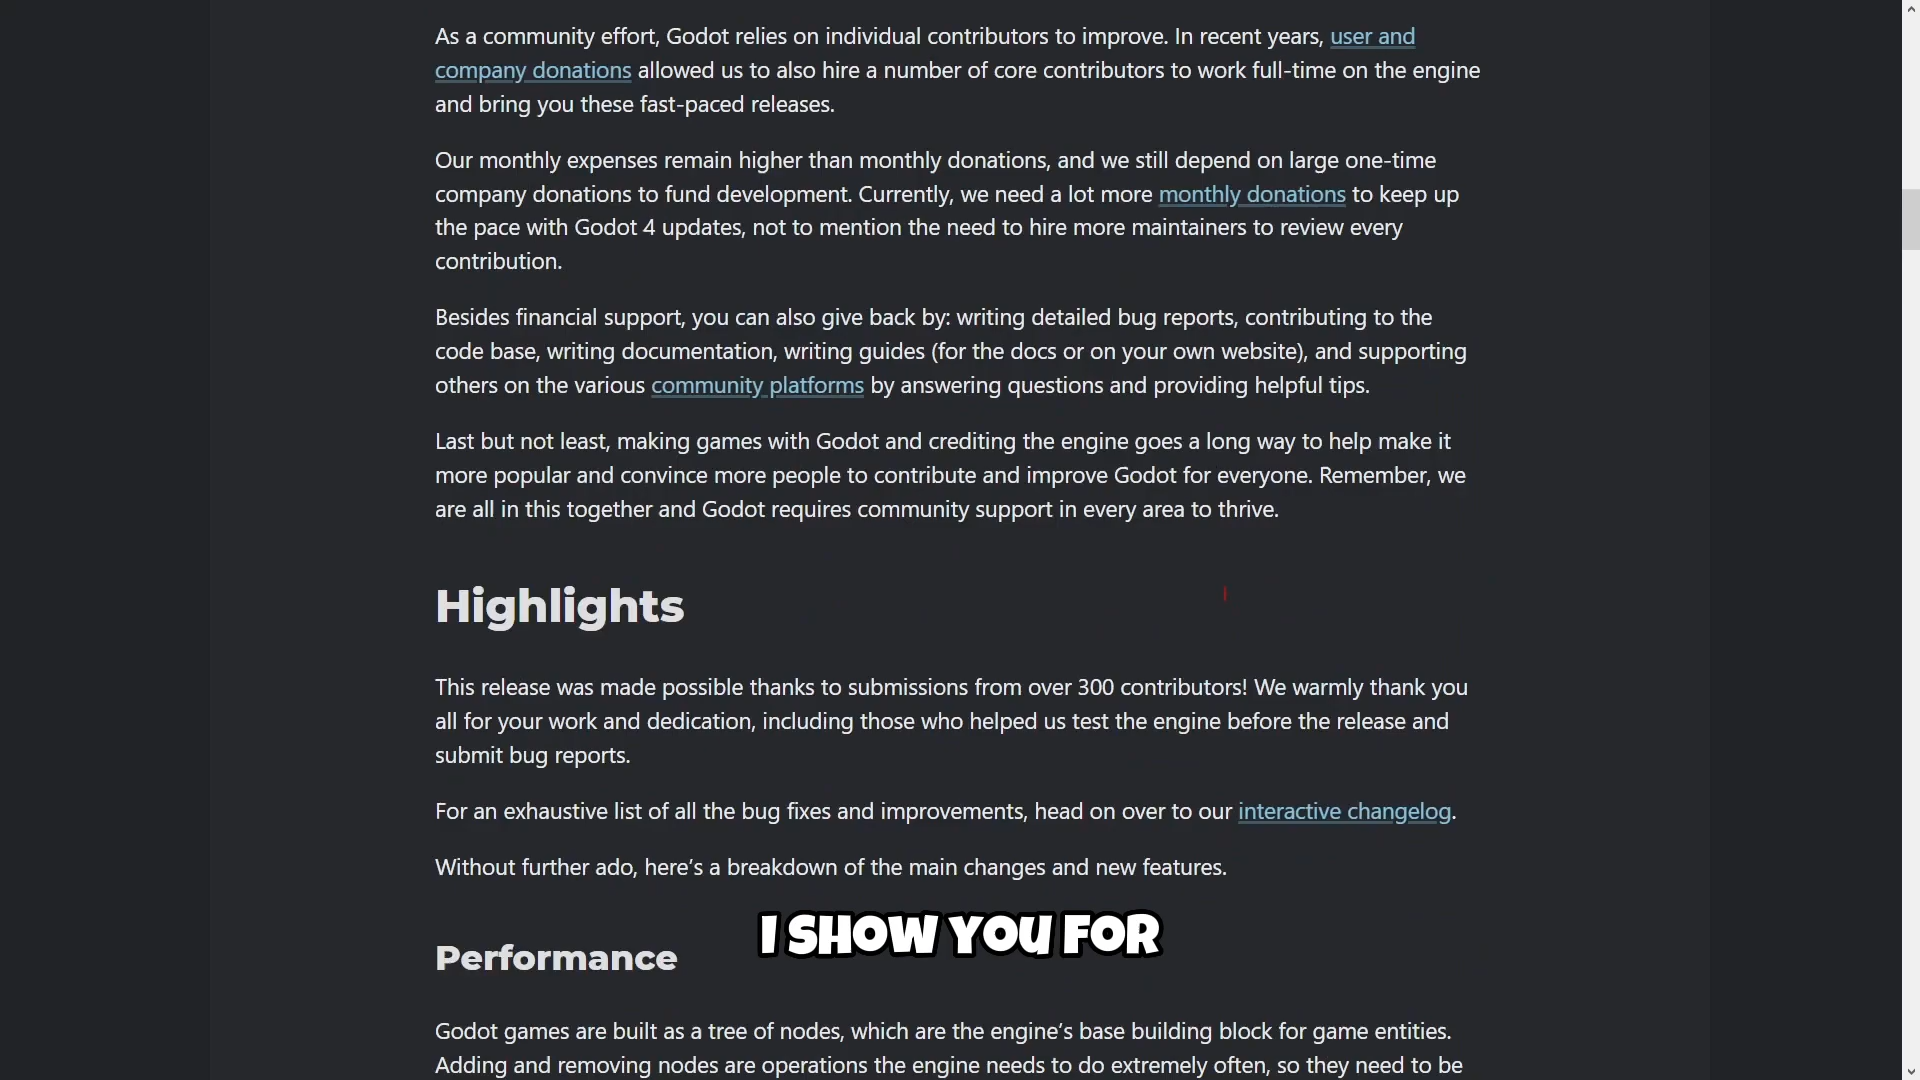 As a community effort, Godot relies on individual contributors to improve. In recent years, user and
company donations allowed us to also hire a number of core contributors to work full-time on the engine
and bring you these fast-paced releases.
Our monthly expenses remain higher than monthly donations, and we still depend on large one-time
company donations to fund development. Currently, we need a lot more monthly donations to keep up
the pace with Godot 4 updates, not to mention the need to hire more maintainers to review every
contribution.
Besides financial support, you can also give back by: writing detailed bug reports, contributing to the
code base, writing documentation, writing guides (for the docs or on your own website), and supporting
others on the various community platforms by answering questions and providing helpful tips.
Last but not least, making games with Godot and crediting the engine goes a long way to help make it
more popular and convince more people to contribute and improve Godot for everyone. Remember, we
are all in this together and Godot requires community support in every area to thrive.
Highlights
This release was made possible thanks to submissions from over 300 contributors! We warmly thank you
all for your work and dedication, including those who helped us test the engine before the release and
submit bug reports.
For an exhaustive list of all the bug fixes and improvements, head on over to our interactive changelog.
Without further ado, here’s a breakdown of the main changes and new features.
I SHOW YOU FOR
Performance
Godot games are built as a tree of nodes, which are the engine’s base building block for game entities.
Adding and removing nodes are operations the engine needs to do extremely often, so they need to be